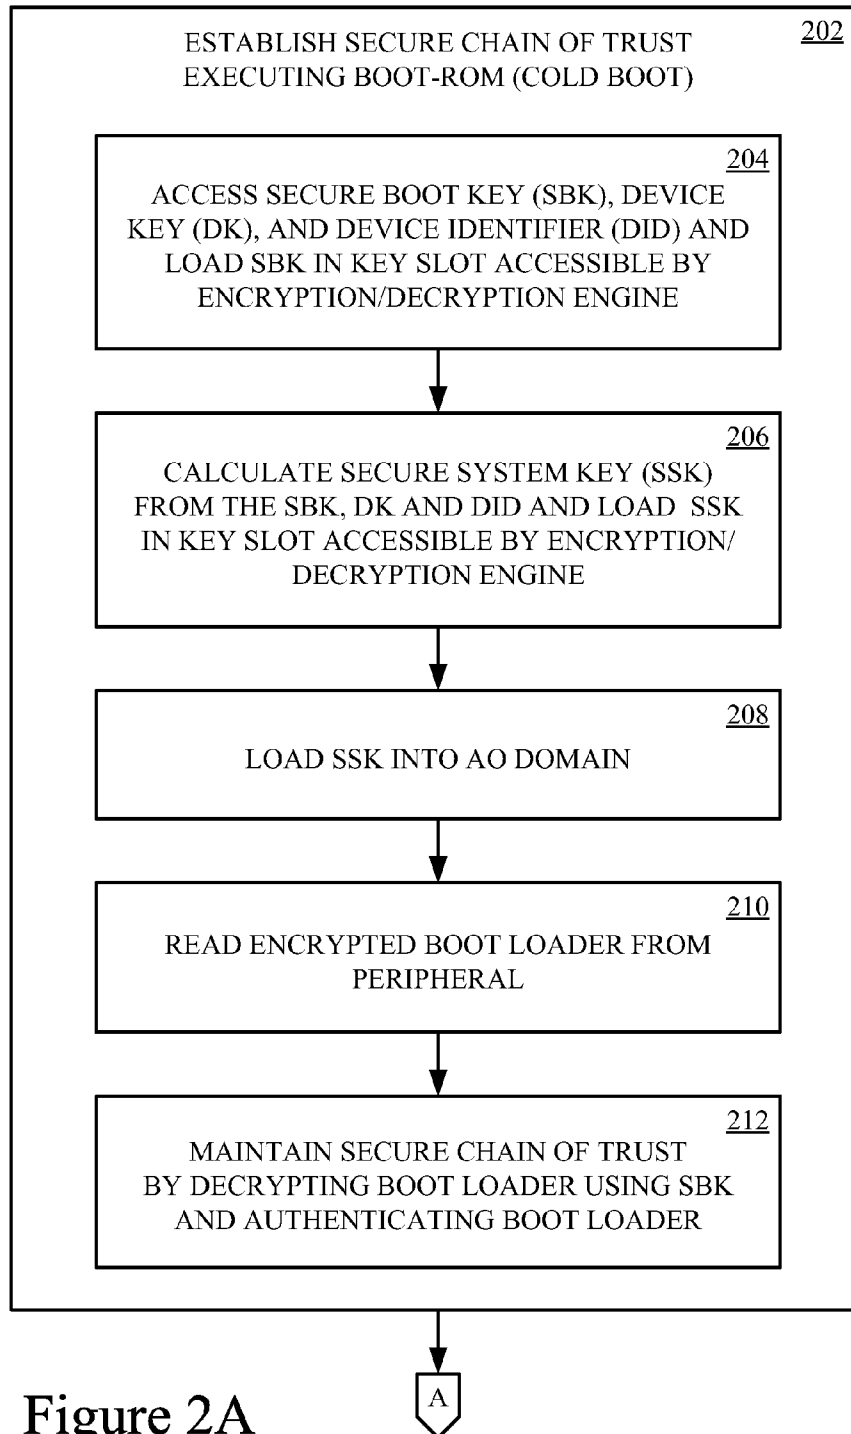 202
ESTABLISH SECURE CHAIN OF TRUST
EXECUTING BOOT-ROM (COLD BOOT)
204
ACCESS SECURE BOOT KEY (SBK), DEVICE
KEY (DK), AND DEVICE IDENTIFIER (DID) AND
LOAD SBK IN KEY SLOT ACCESSIBLE BY
ENCRYPTION/DECRYPTION ENGINE
206
CALCULATE SECURE SYSTEM KEY (SSK)
FROM THE SBK, DK AND DID AND LOAD SSK
IN KEY SLOT ACCESSIBLE BY ENCRYPTION/
DECRYPTION ENGINE
208
LOAD SSK INTO AO DOMAIN
210
READ ENCRYPTED BOOT LOADER FROM
PERIPHERAL
212
MAINTAIN SECURE CHAIN OF TRUST
BY DECRYPTING BOOT LOADER USING SBK
AND AUTHENTICATING BOOT LOADER
A
Figure 2A